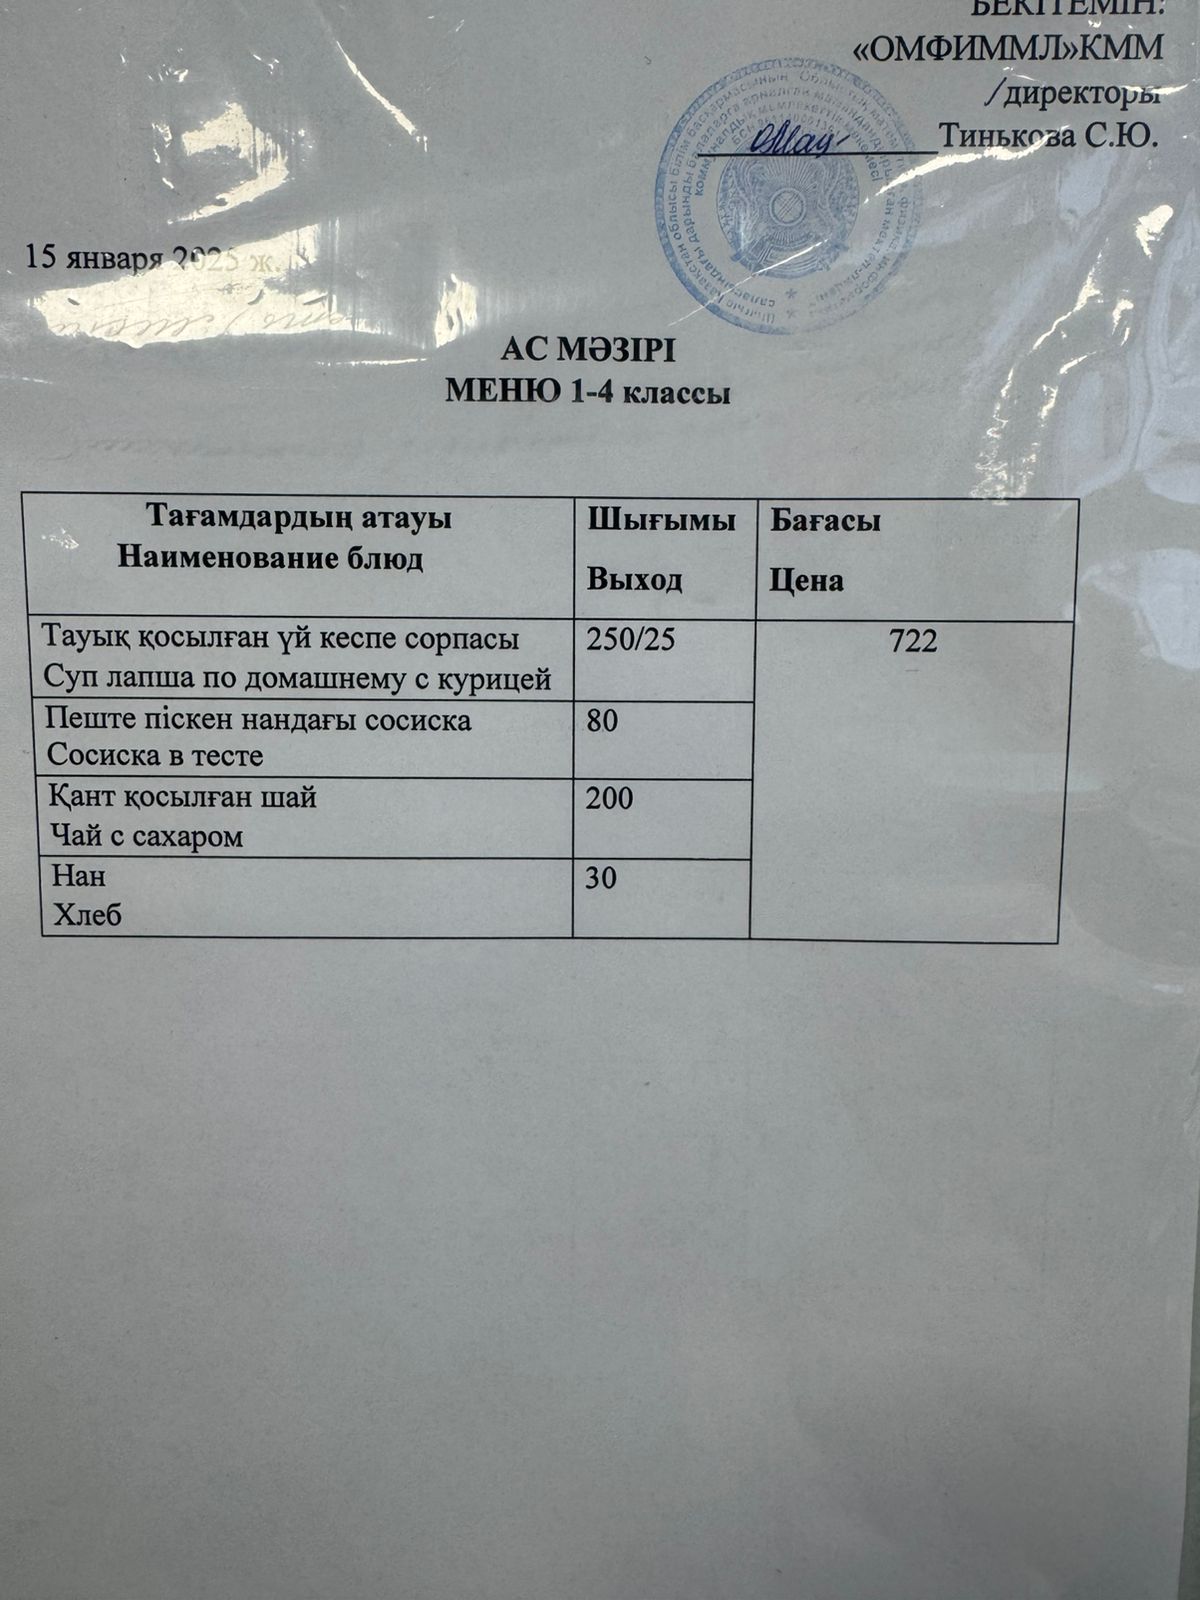 БЕКІТЕМІН:
«ОМФИММЛ»КММ
/директоры
Тинькова С.Ю.
15 января 2025 ж.
АС МӘЗІРІ
МЕНЮ 1-4 классы
Тағамдардың атауы
Наименование блюд
Шығымы
Выход
Бағасы
Цена
Тауық қосылған үй кеспе сорпасы
Суп лапша по домашнему с курицей
250/25
722
Пеште піскен нандағы сосиска
Сосиска в тесте
80
Қант қосылған шай
Чай с сахаром
200
Нан
Хлеб
30